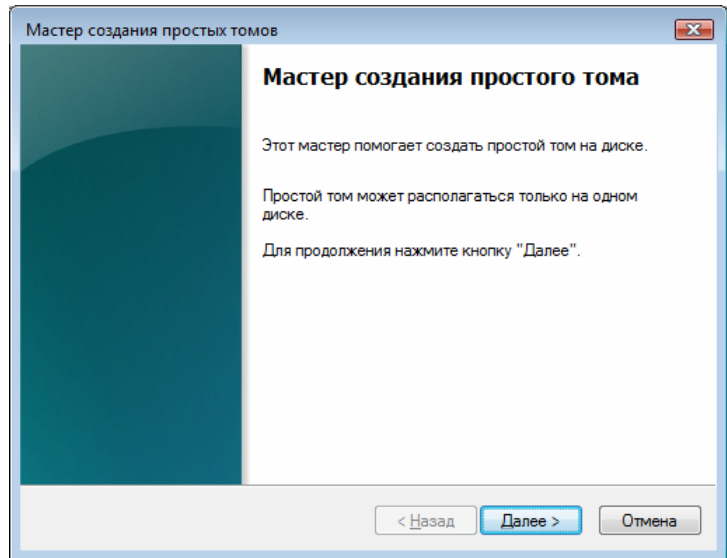 Мастер создания простых томов
Мастер создания простого тома
Этот мастер помогает создать простой том на диске.
Простой том может располагаться только на одном
диске.
Для продолжения нажмите кнопку "Далее".
< Назад
Далее >
Отмена